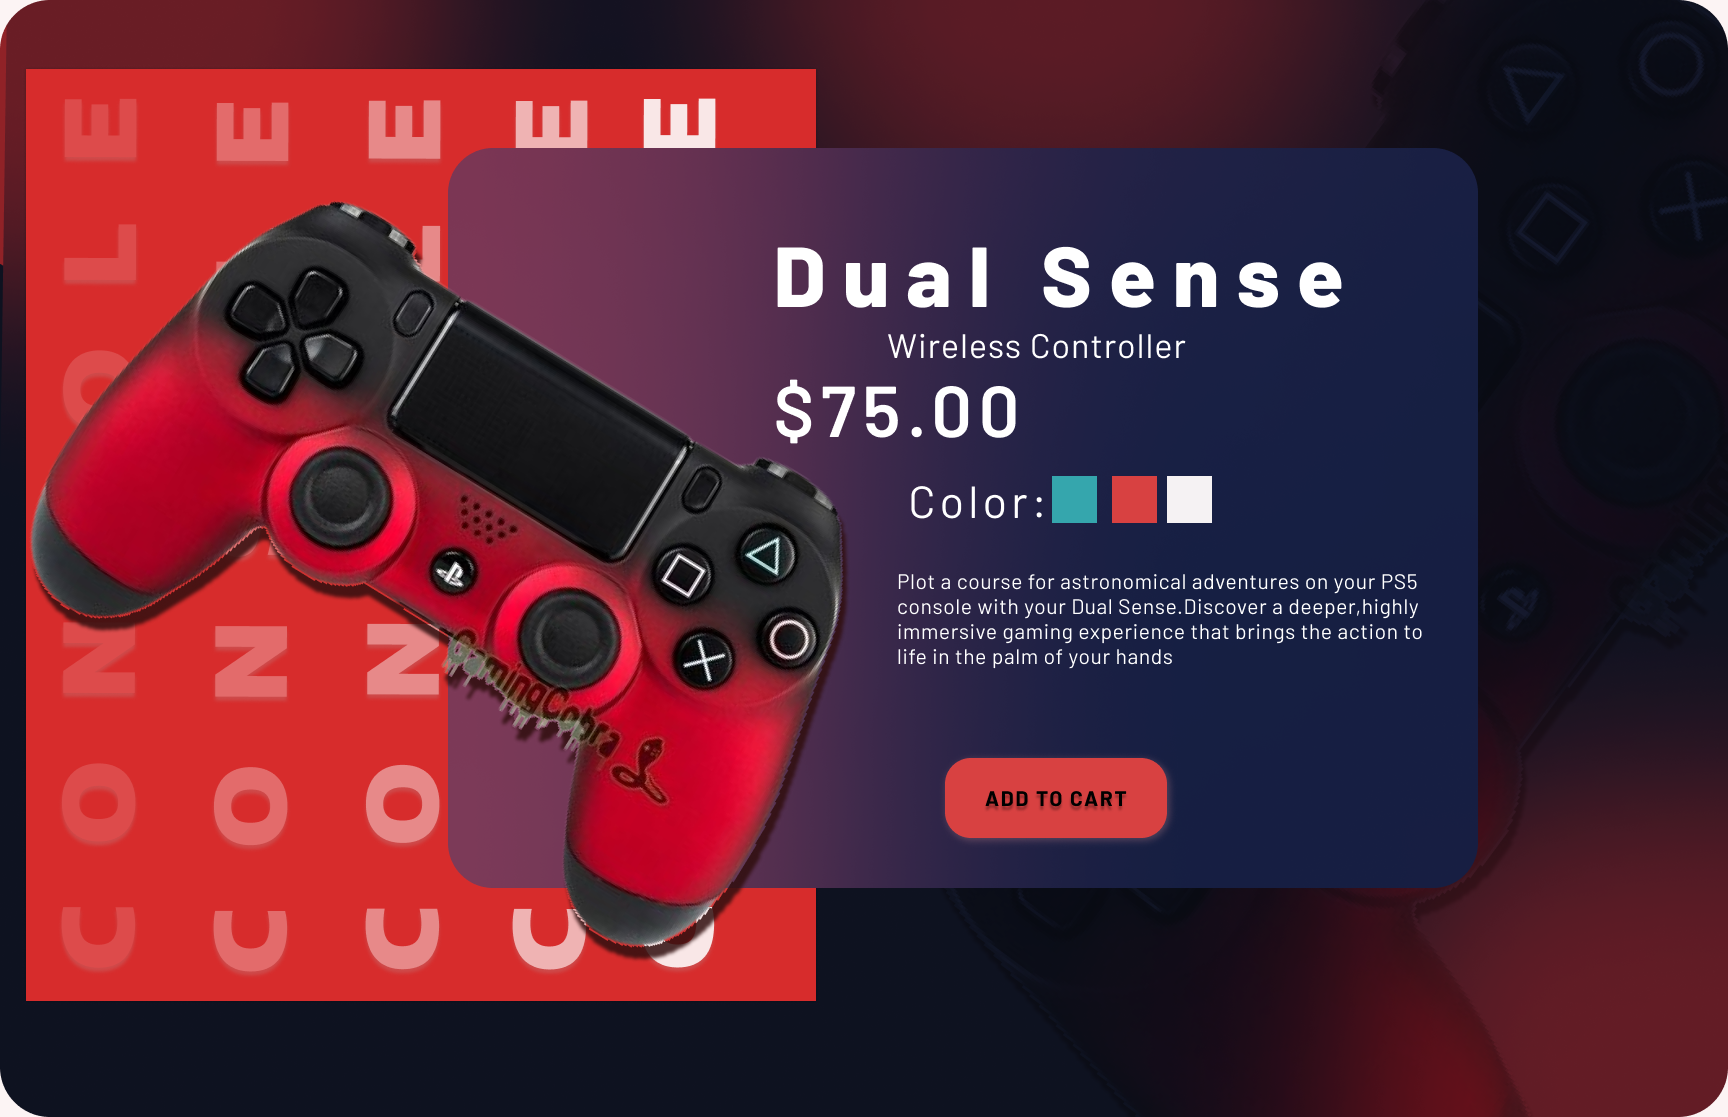 CONSOLE
CONSOLE
CONSOLE
CONSOLE
CONSOLE
Dual Sense
Wireless Controller
$75.00
Color:
Plot a course for astronomical adventures on your PS5
console with your Dual Sense.Discover a deeper,highly
immersive gaming experience that brings the action to
life in the palm of your hands
GamingCobra
ADD TO CART